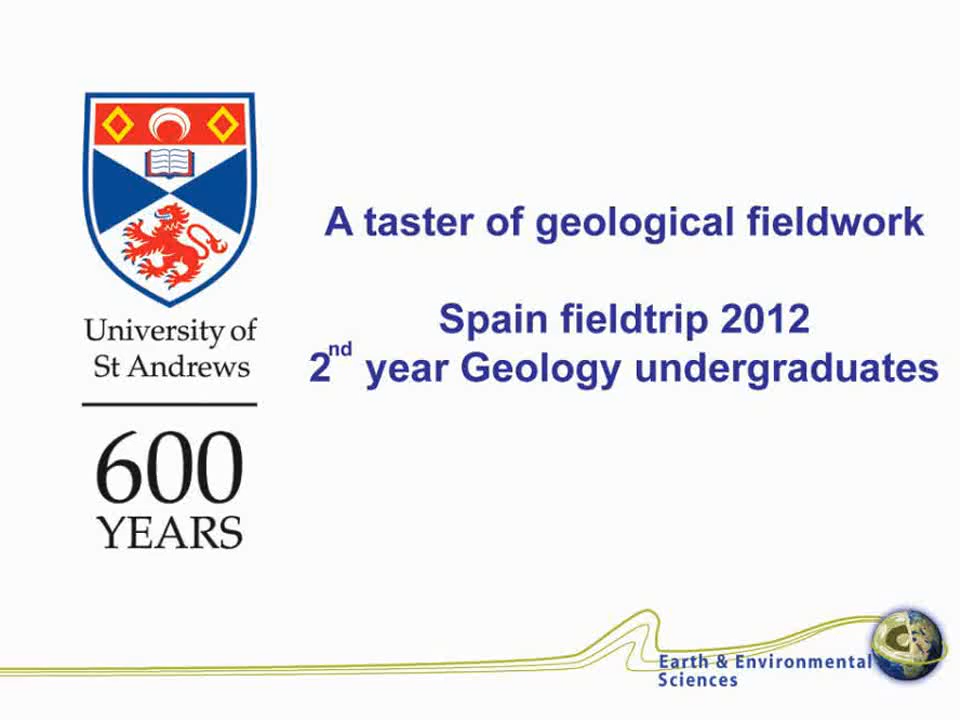 University of
St Andrews
600
YEARS
A taster of geological fieldwork
Spain fieldtrip 2012
2nd year Geology undergraduates
Earth & Environmental
Sciences